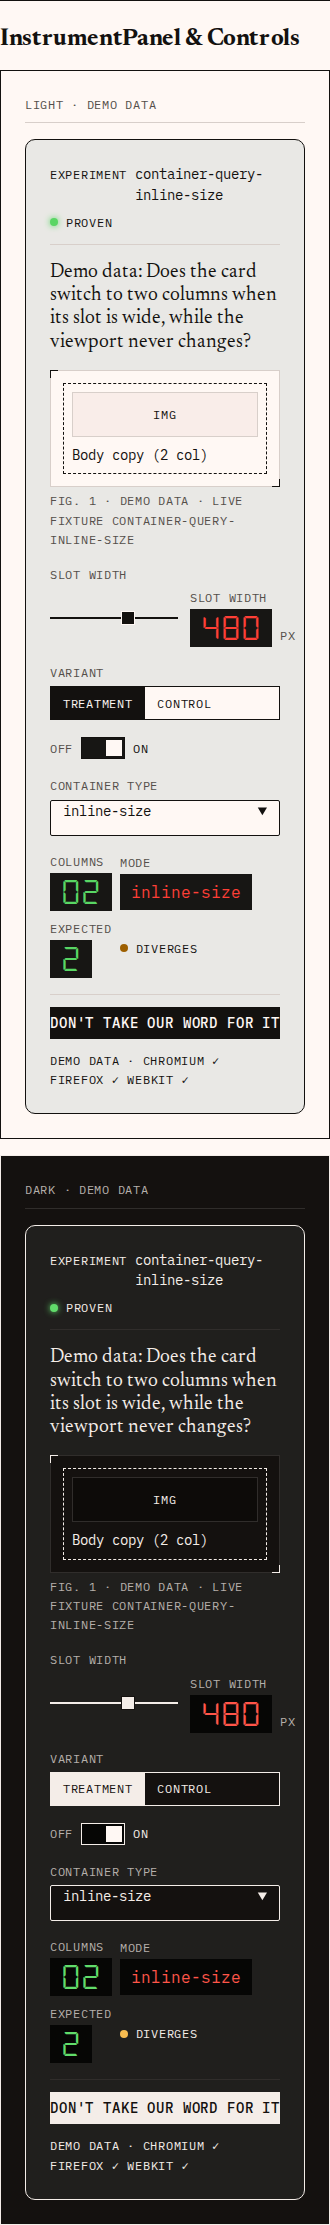 InstrumentPanel & Controls
LIGHT · DEMO DATA
EXPERIMENT container-query-
inline-size
PROVEN
Demo data: Does the card
switch to two columns when
its slot is wide, while the
viewport never changes?
IMG
Body copy (2 col)
FIG. 1 · DEMO DATA · LIVE
FIXTURE CONTAINER-QUERY-
INLINE-SIZE
SLOT WIDTH
SLOT WIDTH
480 PX
VARIANT
TREATMENT CONTROL
OFF ON
CONTAINER TYPE
inline-size ▼
COLUMNS MODE
02 inline-size
EXPECTED
2 DIVERGES
DON'T TAKE OUR WORD FOR IT
DEMO DATA · CHROMIUM ✓
FIREFOX ✓ WEBKIT ✓
DARK · DEMO DATA
EXPERIMENT container-query-
inline-size
PROVEN
Demo data: Does the card
switch to two columns when
its slot is wide, while the
viewport never changes?
IMG
Body copy (2 col)
FIG. 1 · DEMO DATA · LIVE
FIXTURE CONTAINER-QUERY-
INLINE-SIZE
SLOT WIDTH
SLOT WIDTH
480 PX
VARIANT
TREATMENT CONTROL
OFF ON
CONTAINER TYPE
inline-size ▼
COLUMNS MODE
02 inline-size
EXPECTED
2 DIVERGES
DON'T TAKE OUR WORD FOR IT
DEMO DATA · CHROMIUM ✓
FIREFOX ✓ WEBKIT ✓